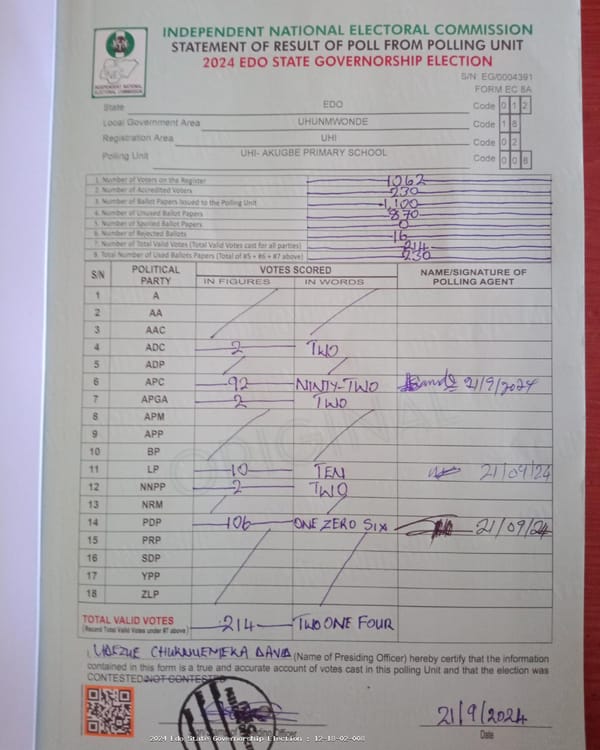 INDEPENDENT NATIONAL ELECTORAL COMMISSION
STATEMENT OF RESULT OF POLL FROM POLLING UNIT
2024 EDO STATE GOVERNORSHIP ELECTION
INDEPENDENT NATIONAL
ELECTORAL COMMISSION
S/N: EG/0004391
FORM EC 8A
State EDO Code 0 1 2
Local Government Area UHUNMWONDE Code 1 8
Registration Area UHI Code 0 2
Polling Unit UHI- AKUGBE PRIMARY SCHOOL Code 0 0 8
1. Number of Voters on the Register 1062
2. Number of Accredited Voters 230
3. Number of Ballot Papers Issued to the Polling Unit 1,100
4. Number of Unused Ballot Papers 870
5. Number of Spoiled Ballot Papers 0
6. Number of Rejected Ballots 16
7. Number of Total Valid Votes (Total Valid Votes cast for all parties) 214
Total Number of Used Ballots Papers (Total of #5 + #6 + #7 above) 230
S/N POLITICAL PARTY VOTES SCORED NAME/SIGNATURE OF POLLING AGENT
IN FIGURES IN WORDS
1 A
2 AA
3 AAC
4 ADC 2 TWO
5 ADP
6 APC 92 NINTY-TWO 21/9/2024
7 APGA 2 TWO
8 APM
9 APP
10 BP
11 LP 10 TEN 21/09/24
12 NNPP 2 TWO
13 NRM
14 PDP 106 ONE ZERO SIX 21/09/24
15 PRP
16 SDP
17 YPP
18 ZLP
TOTAL VALID VOTES 214 TWO ONE FOUR
(Record Total Valid Votes under #7 above)
I, CHUKWUEMEKA DAVID (Name of Presiding Officer) hereby certify that the information
contained in this form is a true and accurate account of votes cast in this polling Unit and that the election was
CONTESTED/NOT CONTESTED
21/9/2024
Date
2024 Edo State Governorship Election : 12-18-02-008